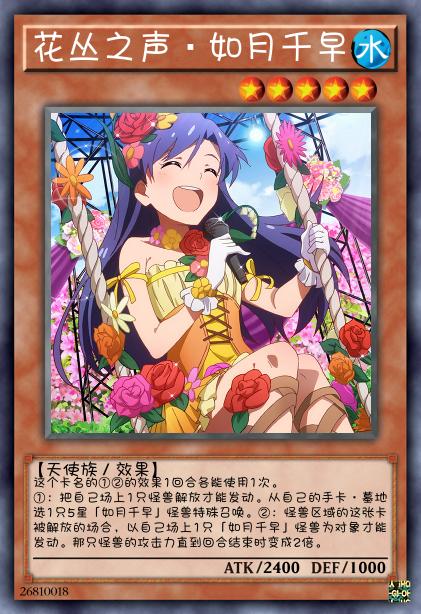 花丛之声·如月千早
水
【天使族/效果】
这个卡名的①②的效果1回合各能使用1次。
①：把自己场上1只怪兽解放才能发动。从自己的手卡·墓地
选1只5星「如月千早」怪兽特殊召唤。②：怪兽区域的这张卡
被解放的场合，以自己场上1只「如月千早」怪兽为对象才能发
动。那只怪兽的攻击力直到回合结束时变成2倍。
ATK/2400 DEF/1000
26810018